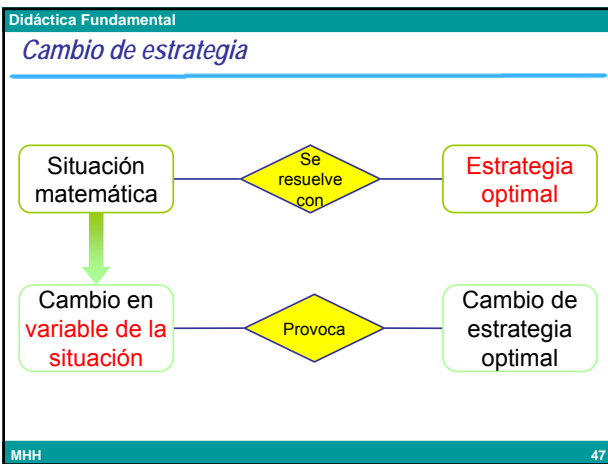 Didáctica Fundamental
Cambio de estrategia
Situación
matemática
Se
resuelve
con
Estrategia
optimal
Cambio en
variable de la
situación
Provoca
Cambio de
estrategia
optimal
MHH 47